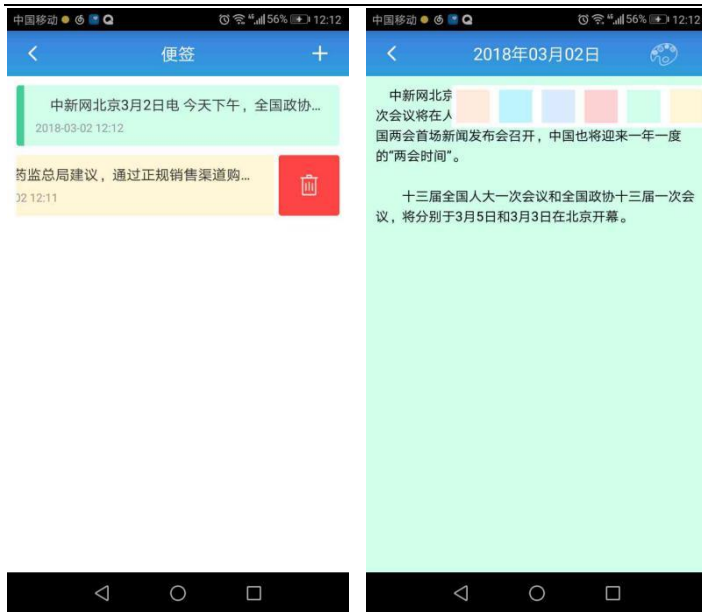 中国移动 56% 12:12
便签
中新网北京3月2日电 今天下午，全国政协...
2018-03-02 12:12
药监总局建议，通过正规销售渠道购...
02 12:11
中国移动 56% 12:12
2018年03月02日
中新网北京
次会议将在人
国两会首场新闻发布会召开，中国也将迎来一年一度
的“两会时间”。
十三届全国人大一次会议和全国政协十三届一次会
议，将分别于3月5日和3月3日在北京开幕。